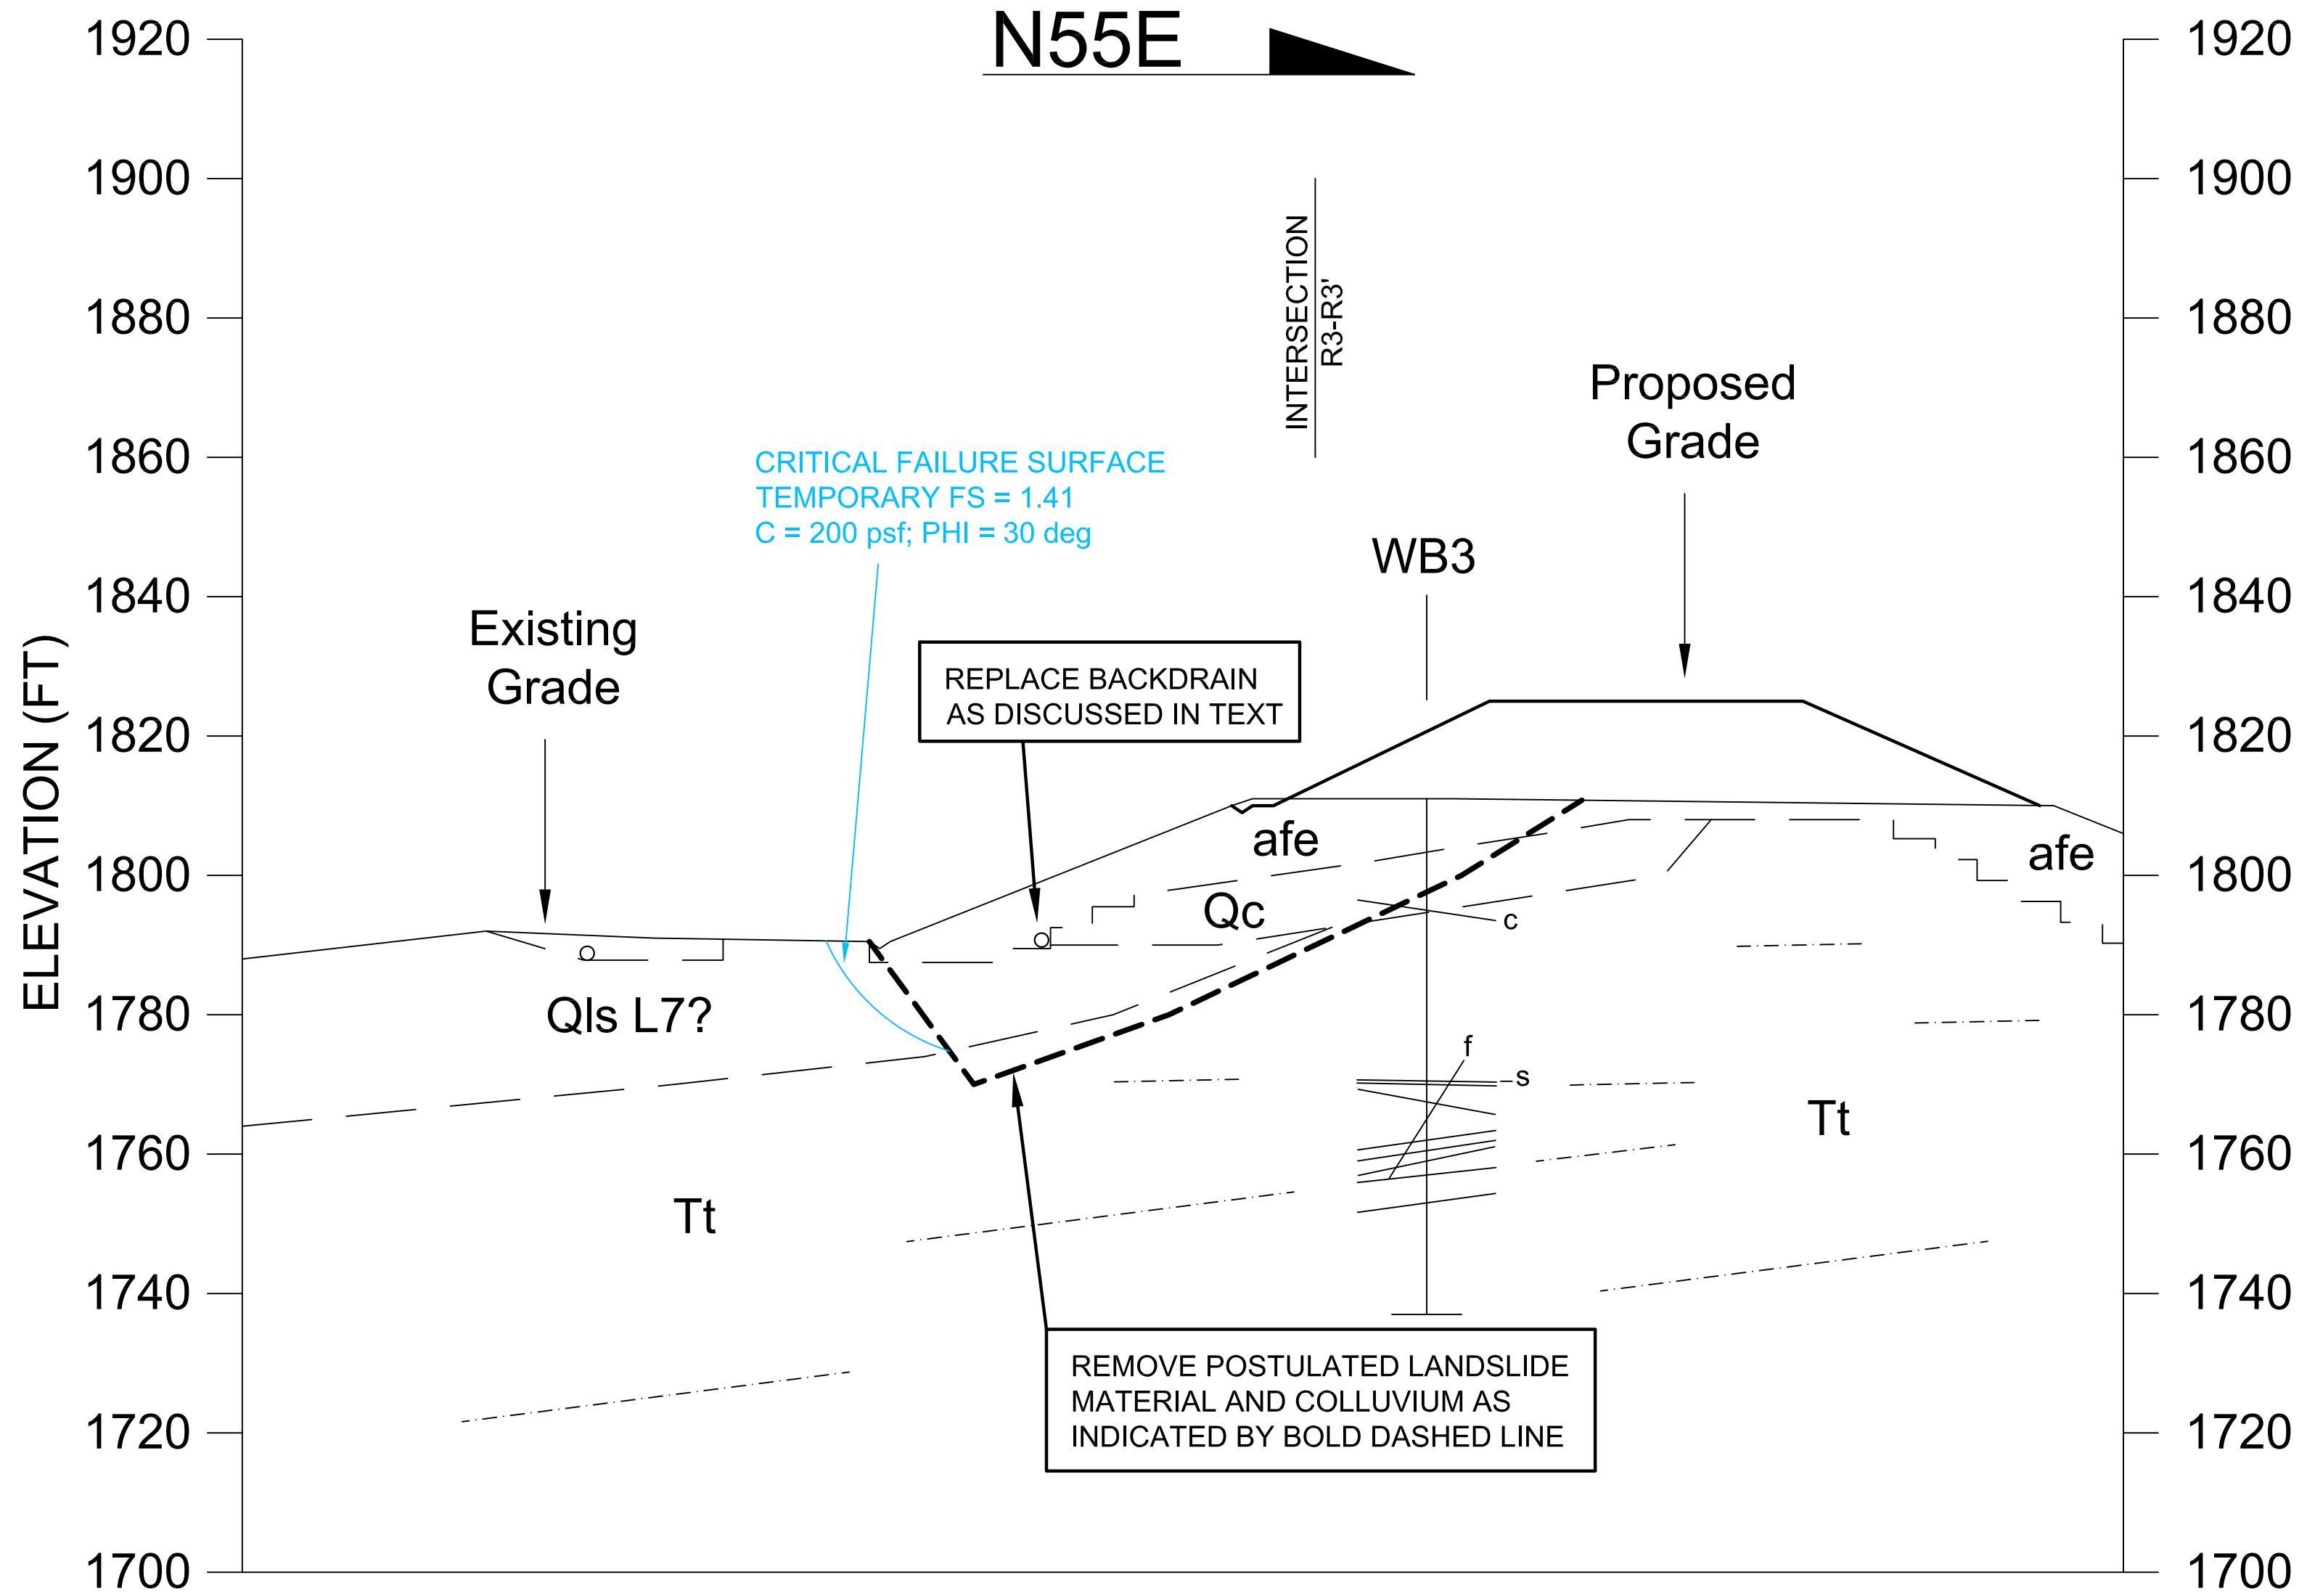 N55E
1920
1900
1880
1860
1840
1820
1800
1780
1760
1740
1720
1700
ELEVATION (FT)
1920
1900
1880
1860
1840
1820
1800
1780
1760
1740
1720
1700
INTERSECTION
R3-R3'
Proposed
Grade
CRITICAL FAILURE SURFACE
TEMPORARY FS = 1.41
C = 200 psf; PHI = 30 deg
WB3
Existing
Grade
REPLACE BACKDRAIN
AS DISCUSSED IN TEXT
afe
afe
Qc
c
Qls L7?
f
s
Tt
Tt
REMOVE POSTULATED LANDSLIDE
MATERIAL AND COLLUVIUM AS
INDICATED BY BOLD DASHED LINE